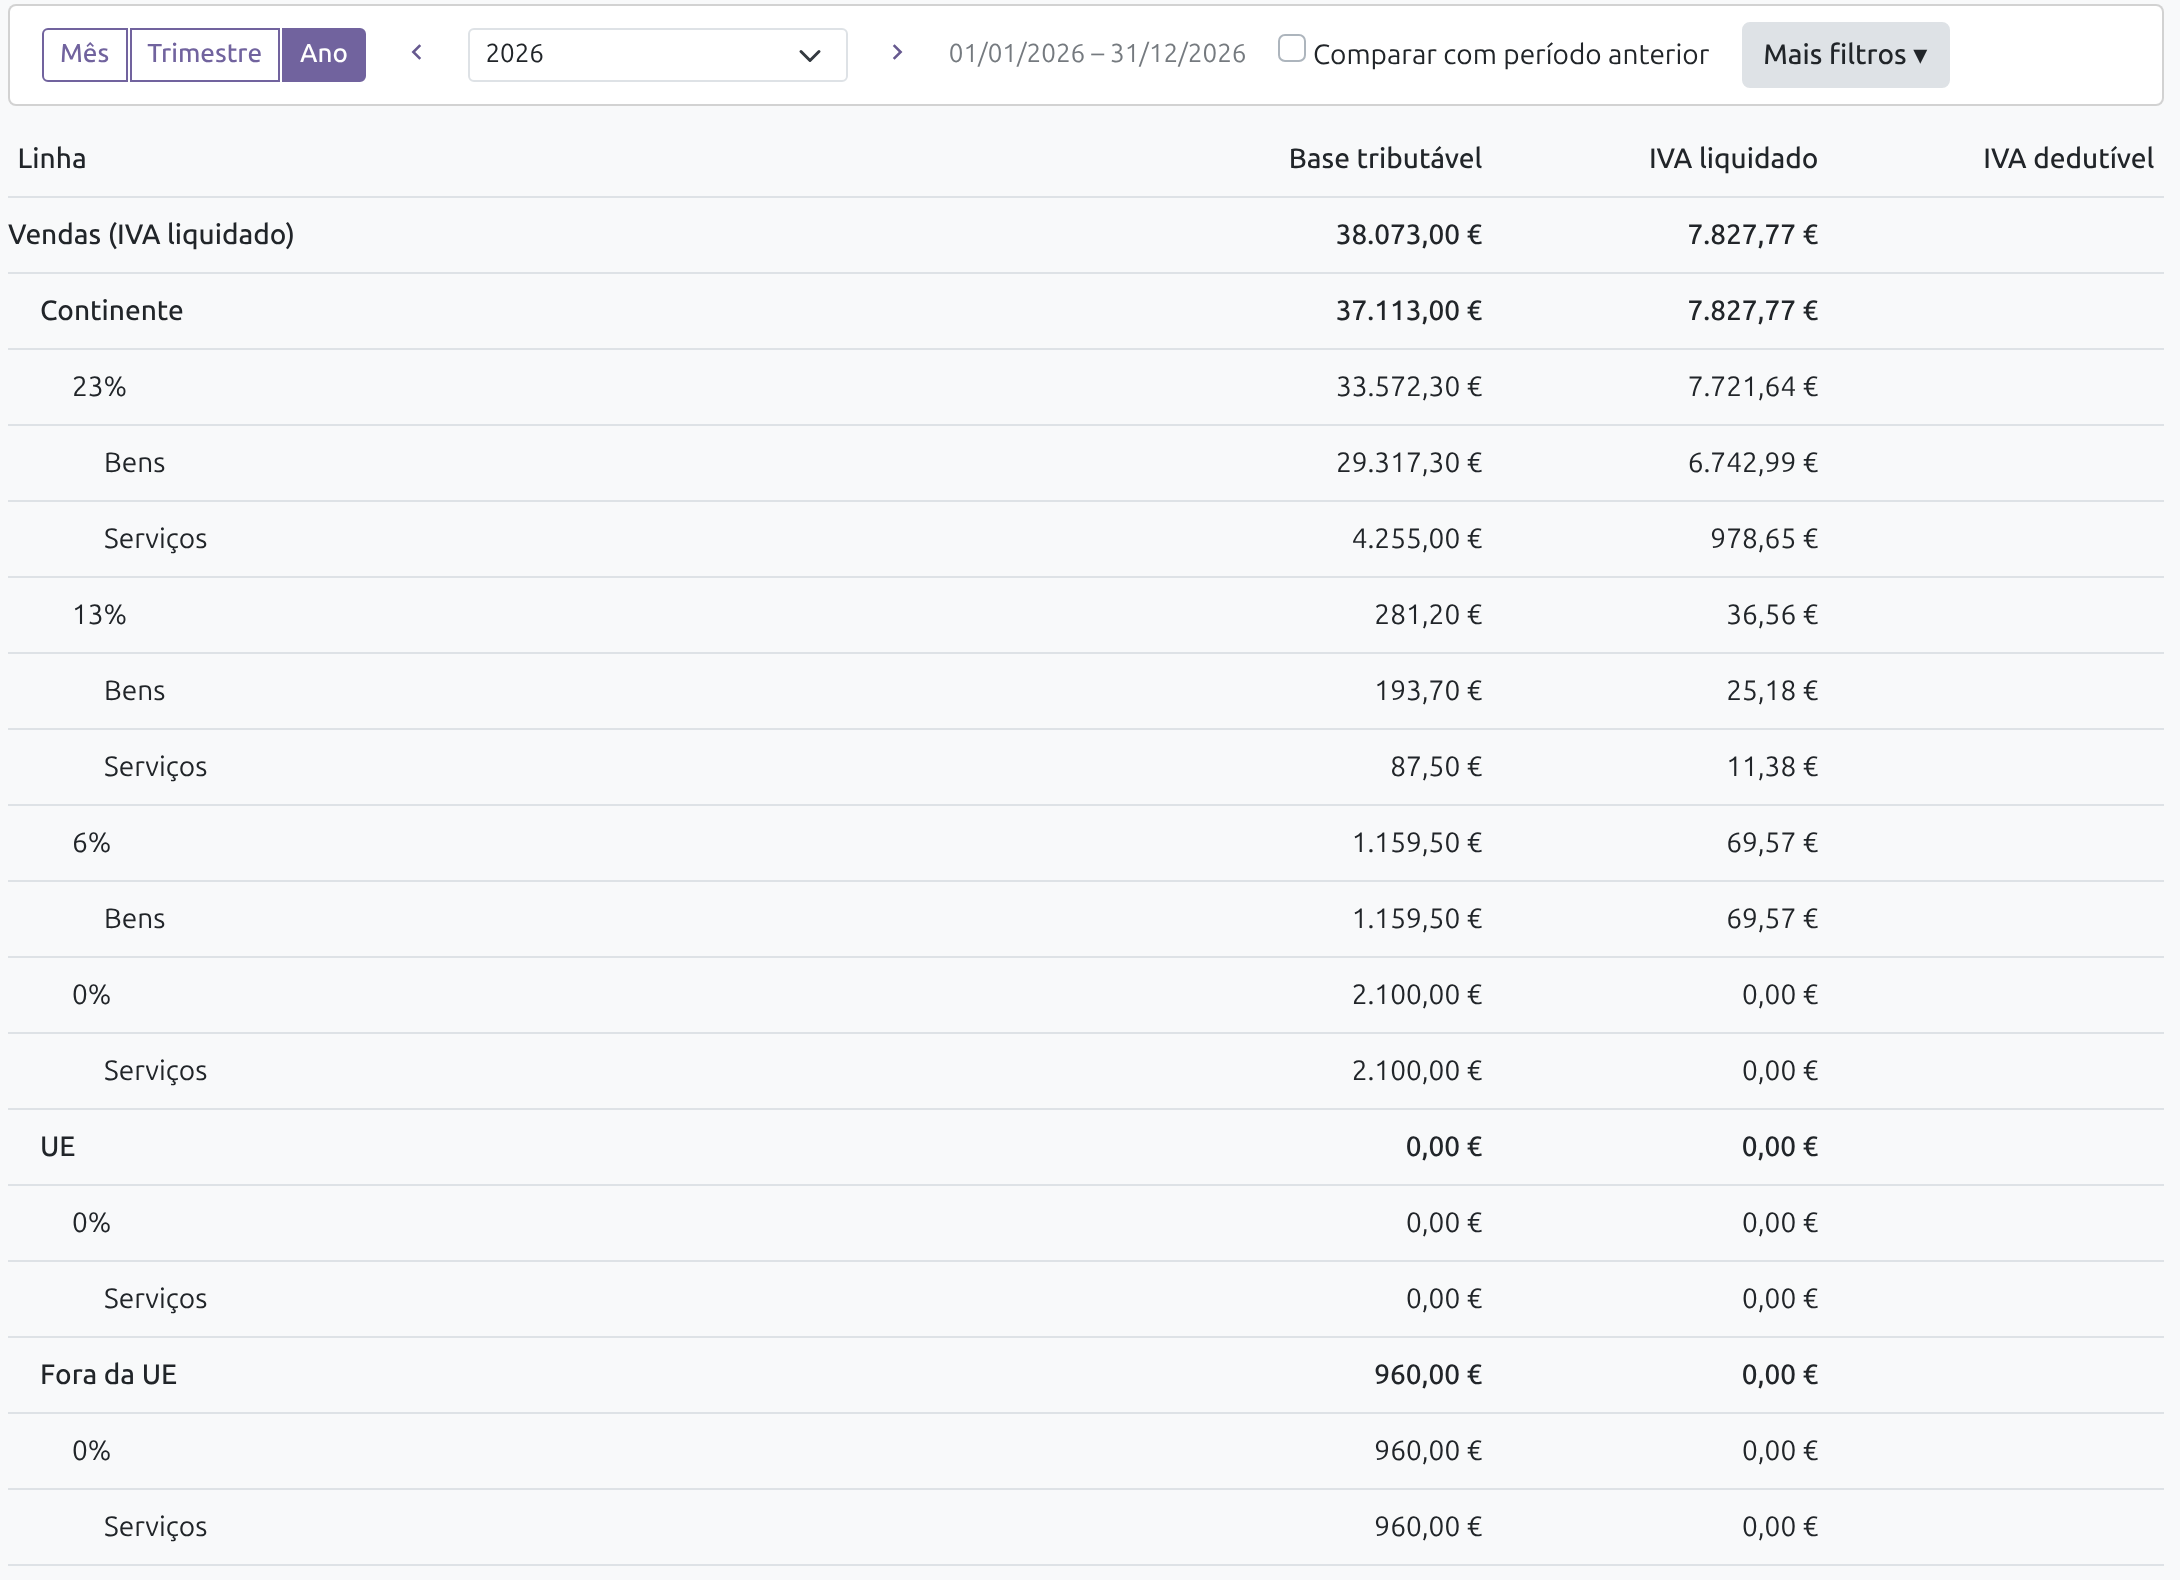 Mês Trimestre Ano 2026 01/01/2026 – 31/12/2026 Comparar com período anterior Mais filtros ▾
Linha Base tributável IVA liquidado IVA dedutível
Vendas (IVA liquidado) 38.073,00 € 7.827,77 €
Continente 37.113,00 € 7.827,77 €
23% 33.572,30 € 7.721,64 €
Bens 29.317,30 € 6.742,99 €
Serviços 4.255,00 € 978,65 €
13% 281,20 € 36,56 €
Bens 193,70 € 25,18 €
Serviços 87,50 € 11,38 €
6% 1.159,50 € 69,57 €
Bens 1.159,50 € 69,57 €
0% 2.100,00 € 0,00 €
Serviços 2.100,00 € 0,00 €
UE 0,00 € 0,00 €
0% 0,00 € 0,00 €
Serviços 0,00 € 0,00 €
Fora da UE 960,00 € 0,00 €
0% 960,00 € 0,00 €
Serviços 960,00 € 0,00 €